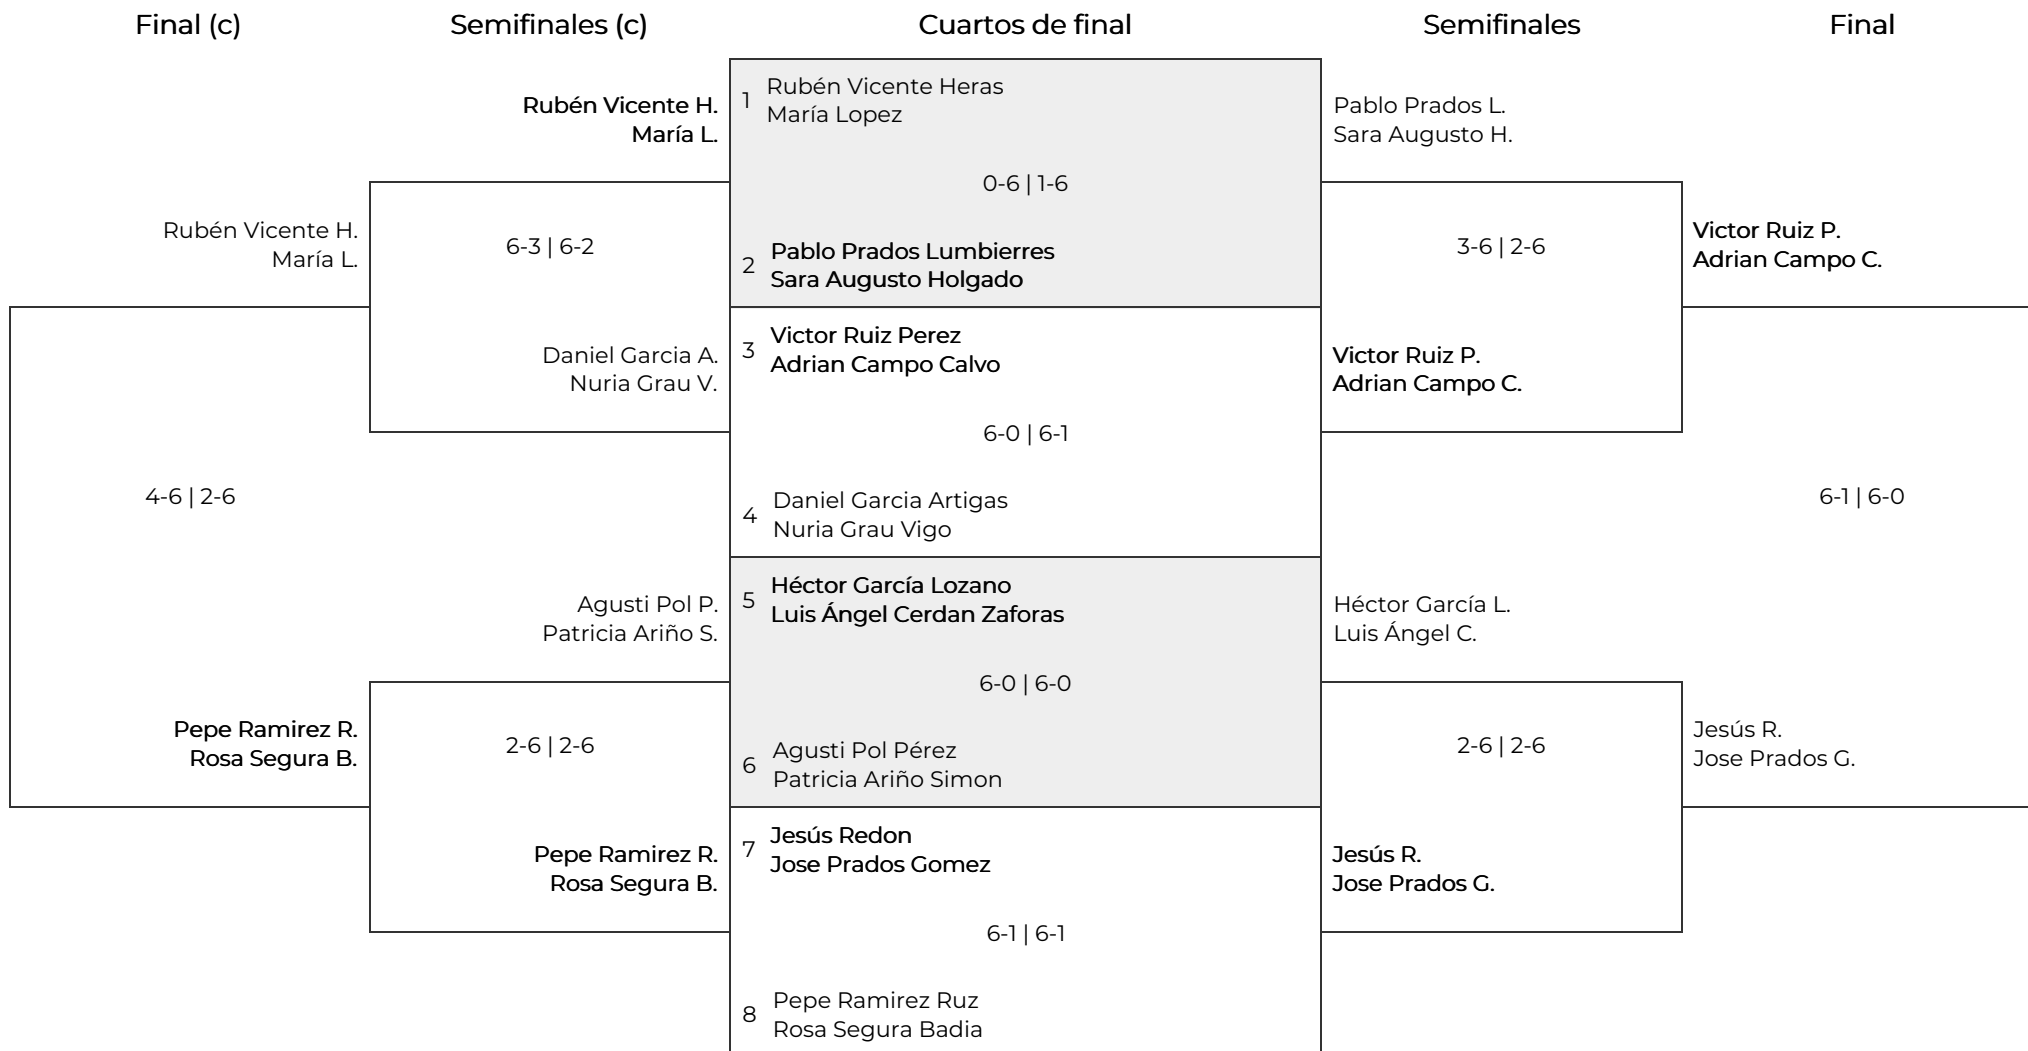 Final (c)
Semifinales (c)
Cuartos de final
Semifinales
Final
Rubén Vicente H.
María L.
Pepe Ramirez R.
Rosa Segura B.
4-6 | 2-6
Rubén Vicente H.
María L.
6-3 | 6-2
Daniel Garcia A.
Nuria Grau V.
Agusti Pol P.
Patricia Ariño S.
2-6 | 2-6
Pepe Ramirez R.
Rosa Segura B.
1
Rubén Vicente Heras
María Lopez
0-6 | 1-6
2
Pablo Prados Lumbierres
Sara Augusto Holgado
3
Victor Ruiz Perez
Adrian Campo Calvo
6-0 | 6-1
4
Daniel Garcia Artigas
Nuria Grau Vigo
5
Héctor García Lozano
Luis Ángel Cerdan Zaforas
6-0 | 6-0
6
Agusti Pol Pérez
Patricia Ariño Simon
7
Jesús Redon
Jose Prados Gomez
6-1 | 6-1
8
Pepe Ramirez Ruz
Rosa Segura Badia
Pablo Prados L.
Sara Augusto H.
3-6 | 2-6
Victor Ruiz P.
Adrian Campo C.
Héctor García L.
Luis Ángel C.
2-6 | 2-6
Jesús R.
Jose Prados G.
Victor Ruiz P.
Adrian Campo C.
6-1 | 6-0
Jesús R.
Jose Prados G.